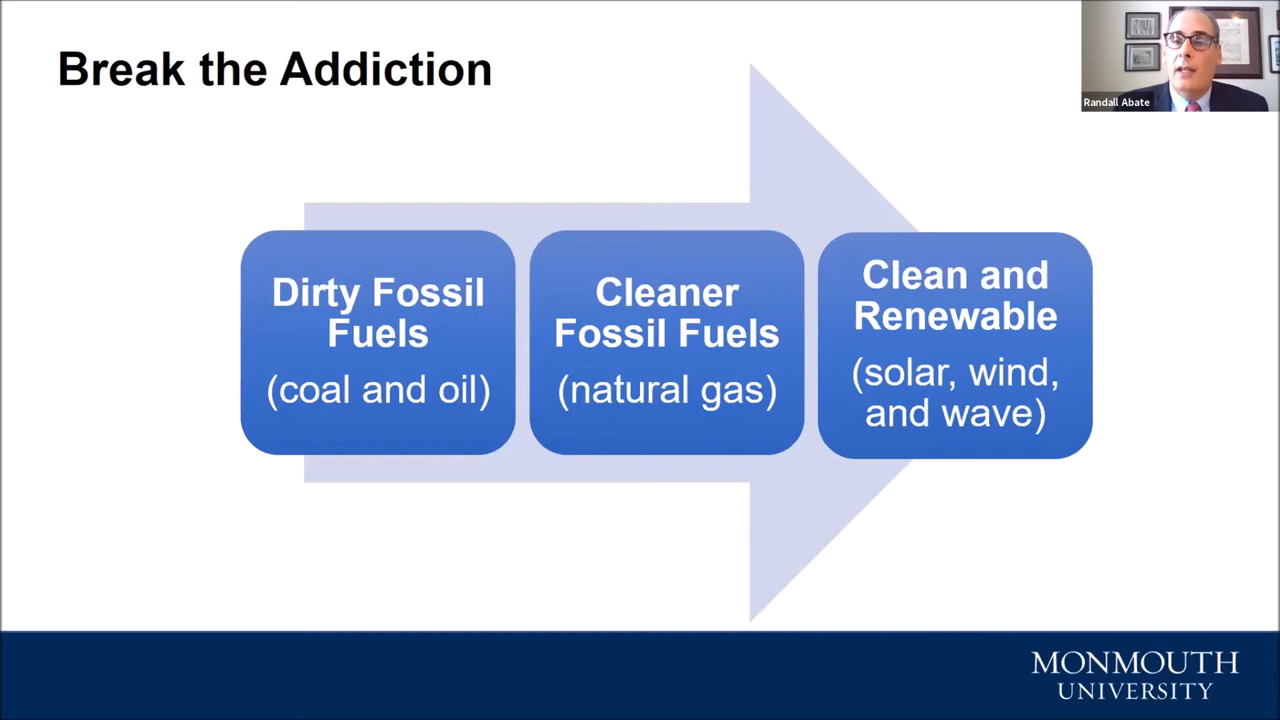 Break the Addiction
Randall Abate
Dirty Fossil
Fuels
(coal and oil)
Cleaner
Fossil Fuels
(natural gas)
Clean and
Renewable
(solar, wind,
and wave)
MONMOUTH
UNIVERSITY